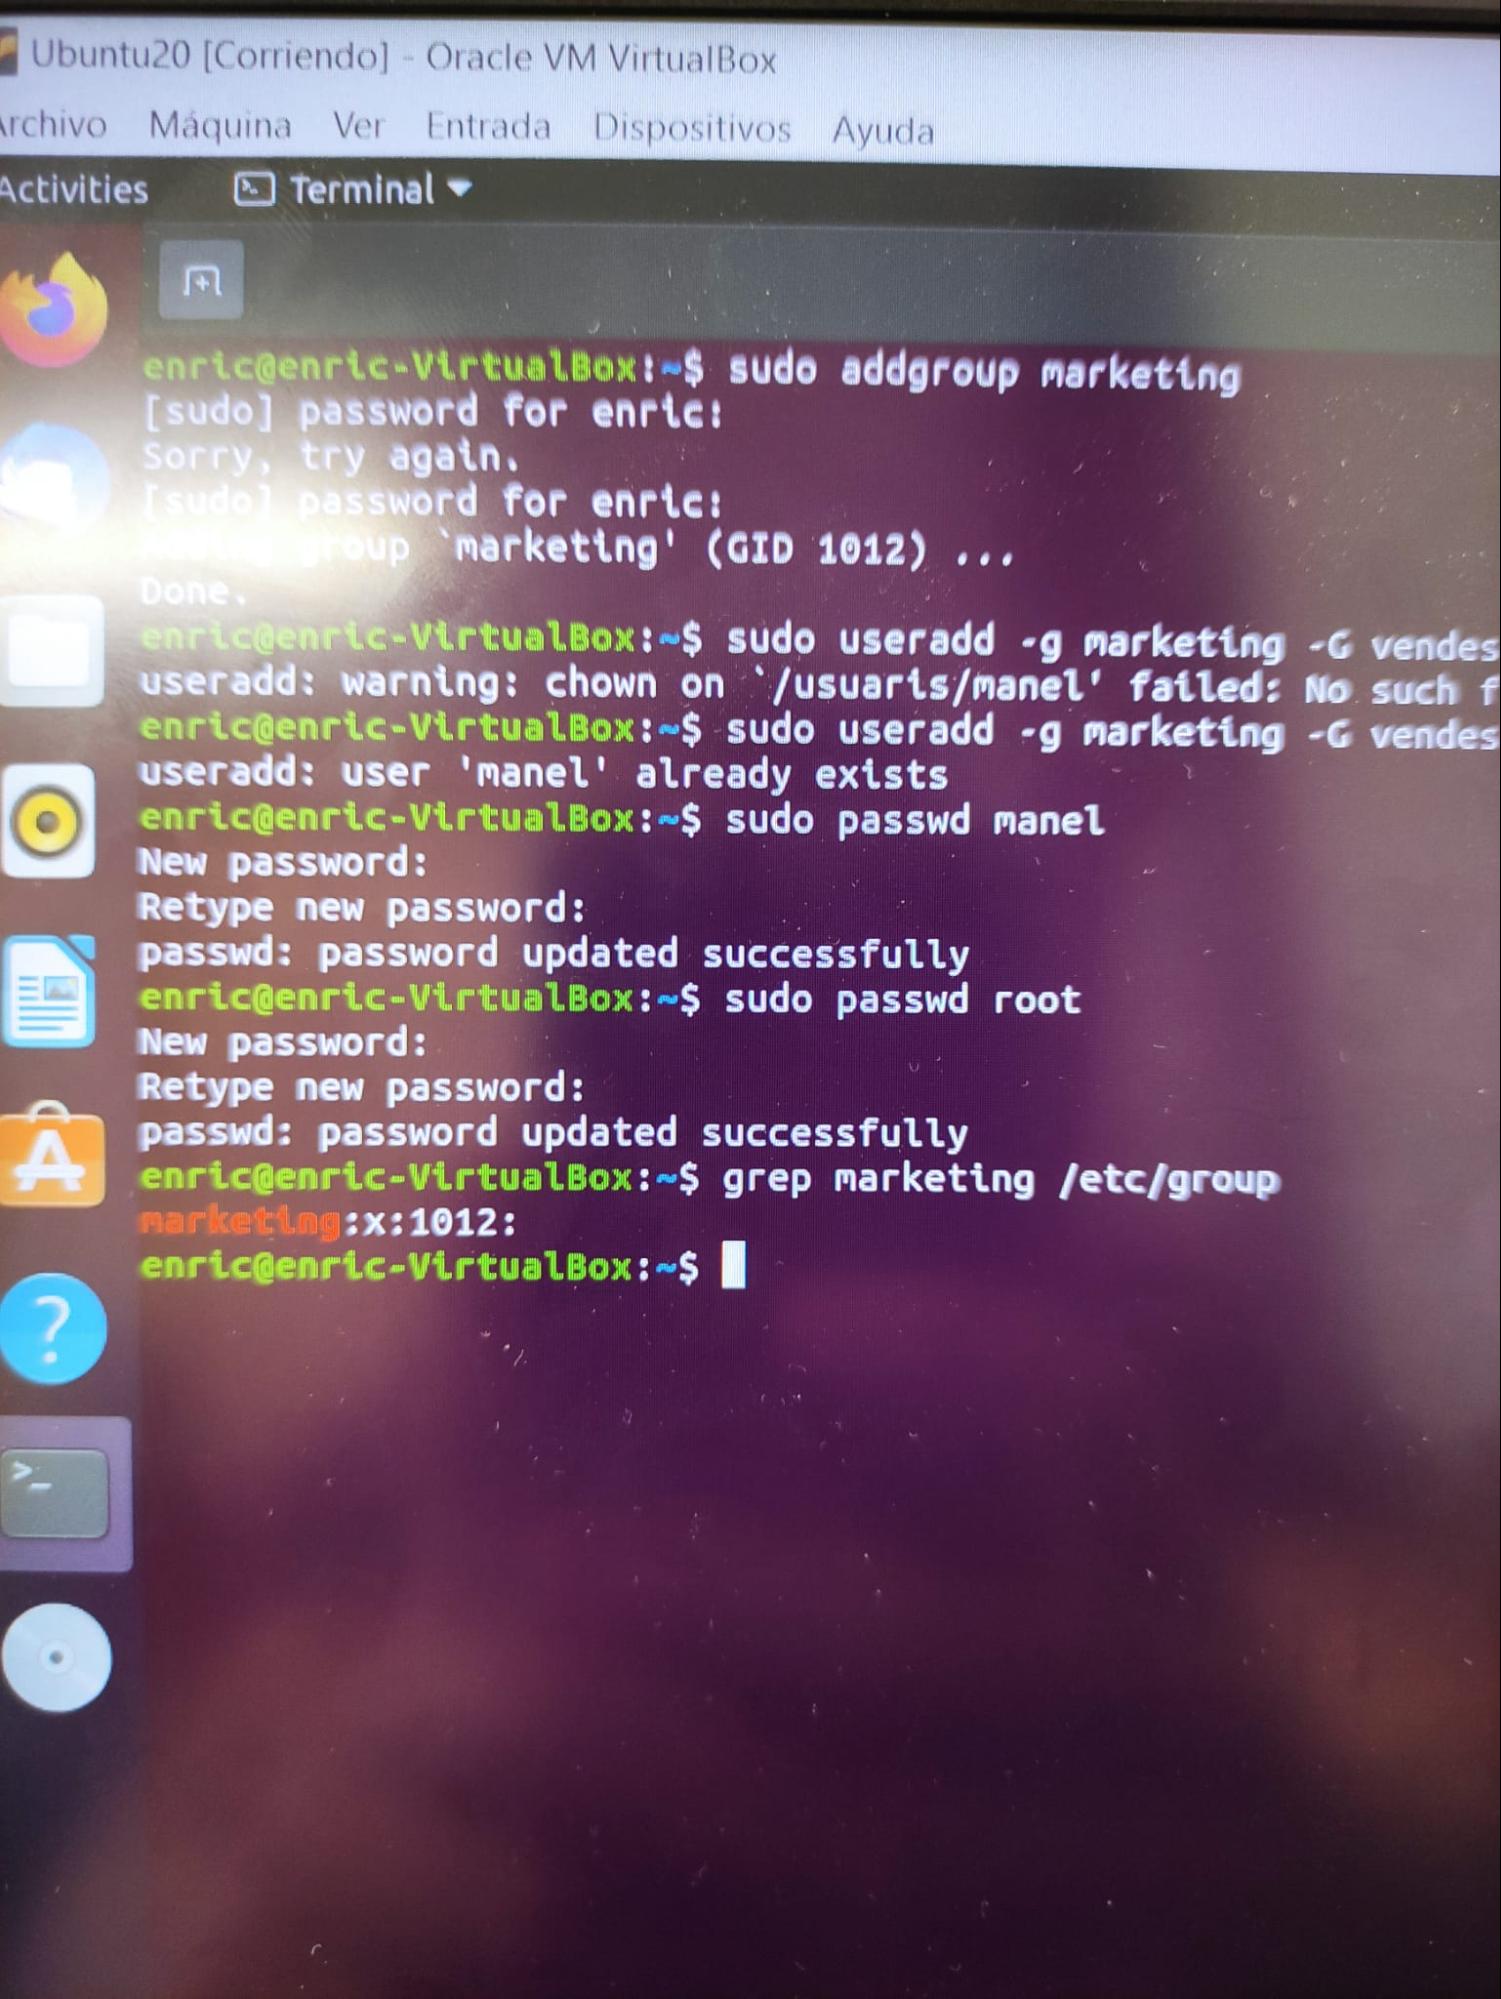 Ubuntu20 [Corriendo] - Oracle VM VirtualBox
Archivo Máquina Ver Entrada Dispositivos Ayuda
Activities Terminal
enric@enric-VirtualBox:~$ sudo addgroup marketing
[sudo] password for enric:
Sorry, try again.
[sudo] password for enric:
group `marketing' (GID 1012) ...
Done.
enric@enric-VirtualBox:~$ sudo useradd -g marketing -G vendes
useradd: warning: chown on `/usuaris/manel' failed: No such f
enric@enric-VirtualBox:~$ sudo useradd -g marketing -G vendes
useradd: user 'manel' already exists
enric@enric-VirtualBox:~$ sudo passwd manel
New password:
Retype new password:
passwd: password updated successfully
enric@enric-VirtualBox:~$ sudo passwd root
New password:
Retype new password:
passwd: password updated successfully
enric@enric-VirtualBox:~$ grep marketing /etc/group
marketing:x:1012:
enric@enric-VirtualBox:~$